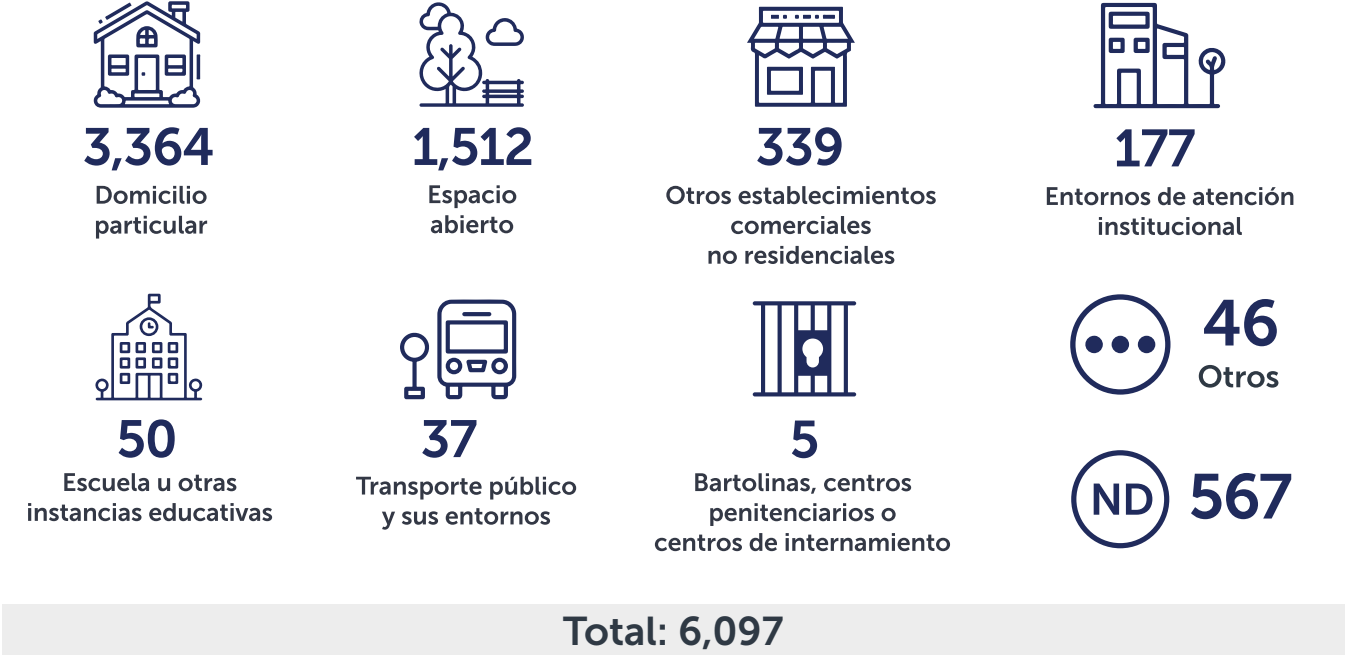 3,364
Domicilio
particular
1,512
Espacio
abierto
339
Otros establecimientos
comerciales
no residenciales
177
Entornos de atención
institucional
50
Escuela u otras
instancias educativas
37
Transporte público
y sus entornos
5
Bartolinas, centros
penitenciarios o
centros de internamiento
46
Otros
ND 567
Total: 6,097